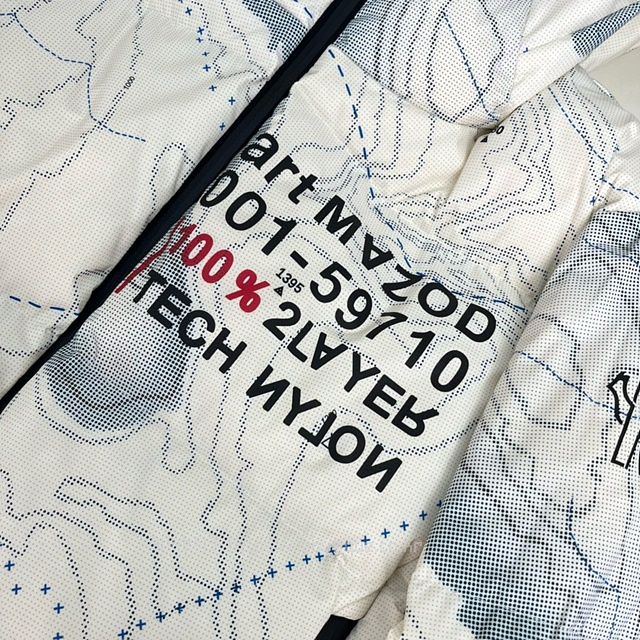 art MAZOD
001-59710
100% 2LAYER
TECH NYLON
1395